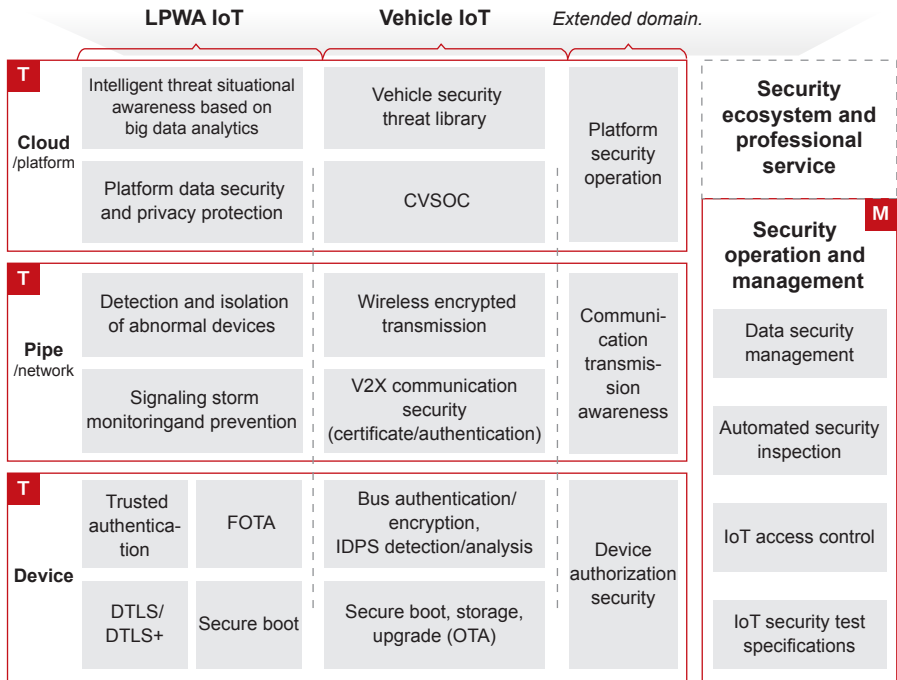 LPWA IoT
Vehicle IoT
Extended domain.
T
Cloud
/platform
Intelligent threat situational
awareness based on
big data analytics
Vehicle security
threat library
Platform data security
and privacy protection
CVSOC
Platform
security
operation
T
Pipe
/network
Detection and isolation
of abnormal devices
Wireless encrypted
transmission
Signaling storm
monitoringand prevention
V2X communication
security
(certificate/authentication)
Communi-
cation
transmis-
sion
awareness
T
Device
Trusted
authentica-
tion
FOTA
Bus authentication/
encryption,
IDPS detection/analysis
DTLS/
DTLS+
Secure boot
Secure boot, storage,
upgrade (OTA)
Device
authorization
security
Security
ecosystem and
professional
service
M
Security
operation and
management
Data security
management
Automated security
inspection
IoT access control
IoT security test
specifications